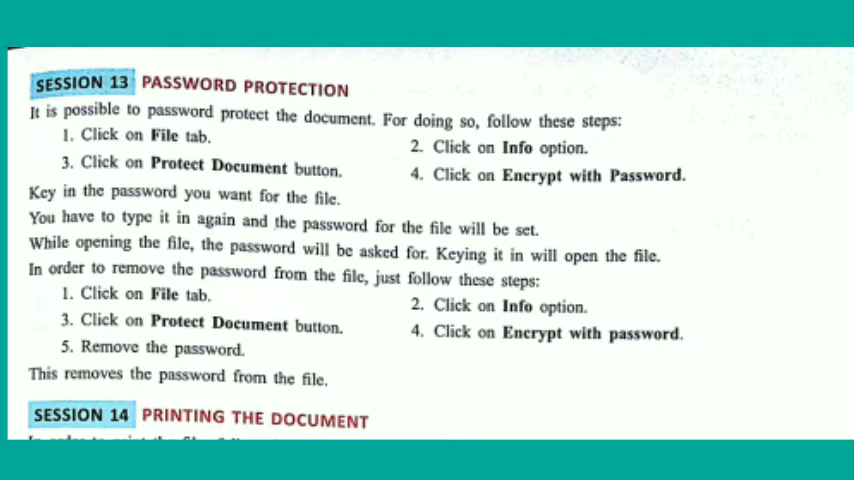 SESSION 13 PASSWORD PROTECTION
It is possible to password protect the document. For doing so, follow these steps:
1. Click on File tab. 2. Click on Info option.
3. Click on Protect Document button. 4. Click on Encrypt with Password.
Key in the password you want for the file.
You have to type it in again and the password for the file will be set.
While opening the file, the password will be asked for. Keying it in will open the file.
In order to remove the password from the file, just follow these steps:
1. Click on File tab. 2. Click on Info option.
3. Click on Protect Document button. 4. Click on Encrypt with password.
5. Remove the password.
This removes the password from the file.
SESSION 14 PRINTING THE DOCUMENT